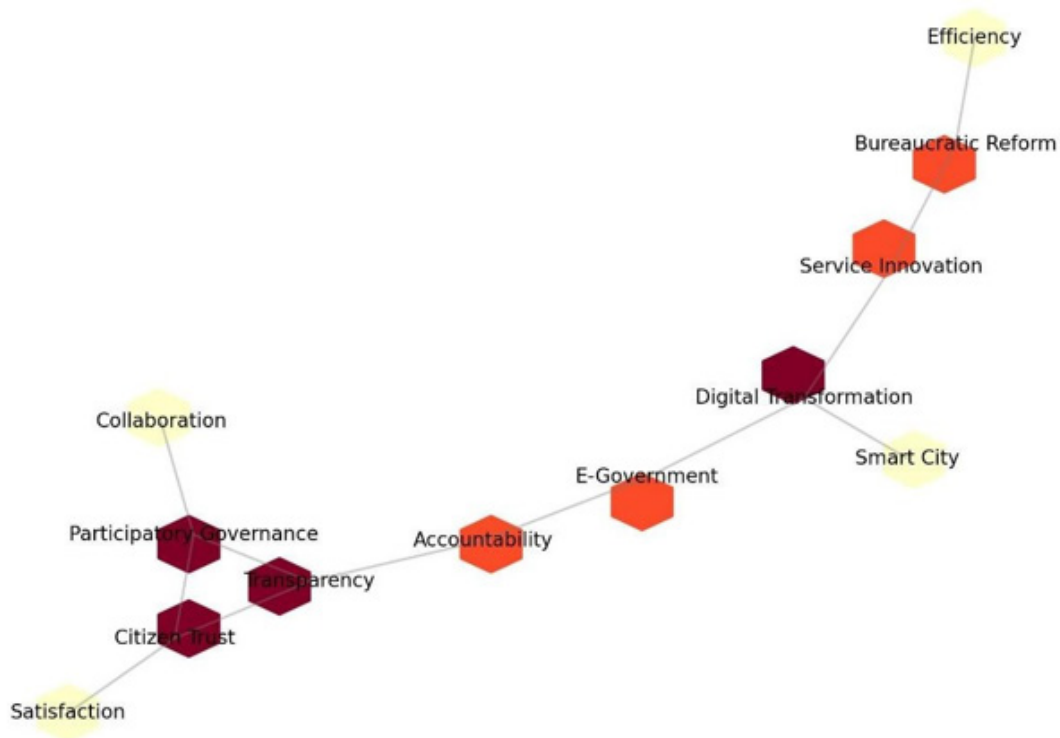 Efficiency
Bureaucratic Reform
Service Innovation
Digital Transformation
Collaboration
Smart City
E-Government
Participatory Governance
Accountability
Transparency
Citizen Trust
Satisfaction